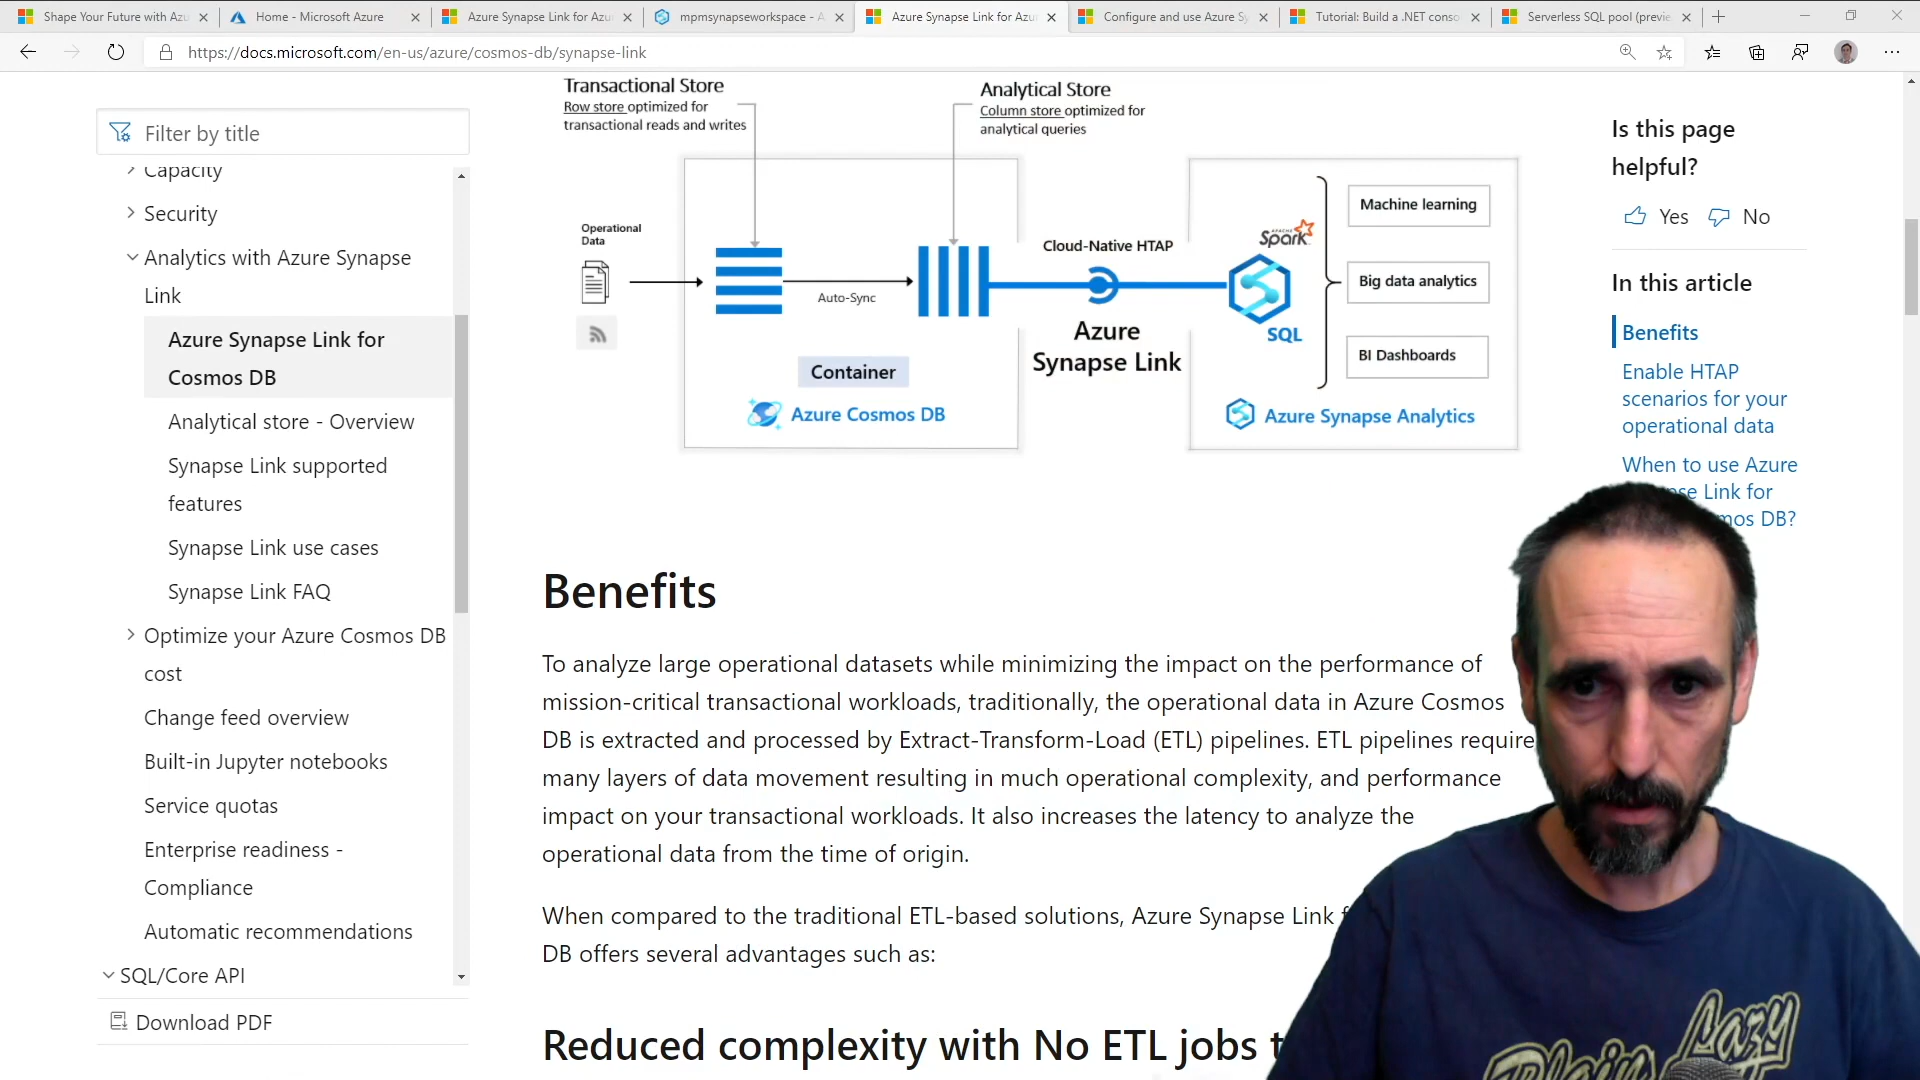 Shape Your Future with Azu
Home - Microsoft Azure
Azure Synapse Link for Azu
mpmsynapseworkspace - A
Azure Synapse Link for Azur
Configure and use Azure Sy
Tutorial: Build a .NET conso
Serverless SQL pool (previe
https://docs.microsoft.com/en-us/azure/cosmos-db/synapse-link
Filter by title
Capacity
Security
Analytics with Azure Synapse
Link
Azure Synapse Link for
Cosmos DB
Analytical store - Overview
Synapse Link supported
features
Synapse Link use cases
Synapse Link FAQ
Optimize your Azure Cosmos DB
cost
Change feed overview
Built-in Jupyter notebooks
Service quotas
Enterprise readiness -
Compliance
Automatic recommendations
SQL/Core API
Download PDF
Transactional Store
Row store optimized for
transactional reads and writes
Analytical Store
Column store optimized for
analytical queries
Operational
Data
Auto-Sync
Container
Azure Cosmos DB
Cloud-Native HTAP
Azure
Synapse Link
APACHE
Spark
SQL
Machine learning
Big data analytics
BI Dashboards
Azure Synapse Analytics
Benefits
To analyze large operational datasets while minimizing the impact on the performance of
mission-critical transactional workloads, traditionally, the operational data in Azure Cosmos
DB is extracted and processed by Extract-Transform-Load (ETL) pipelines. ETL pipelines require
many layers of data movement resulting in much operational complexity, and performance
impact on your transactional workloads. It also increases the latency to analyze the
operational data from the time of origin.
When compared to the traditional ETL-based solutions, Azure Synapse Link
DB offers several advantages such as:
Reduced complexity with No ETL jobs
Is this page
helpful?
Yes
No
In this article
Benefits
Enable HTAP
scenarios for your
operational data
When to use Azure
Link for
DB?
Plain Lazy